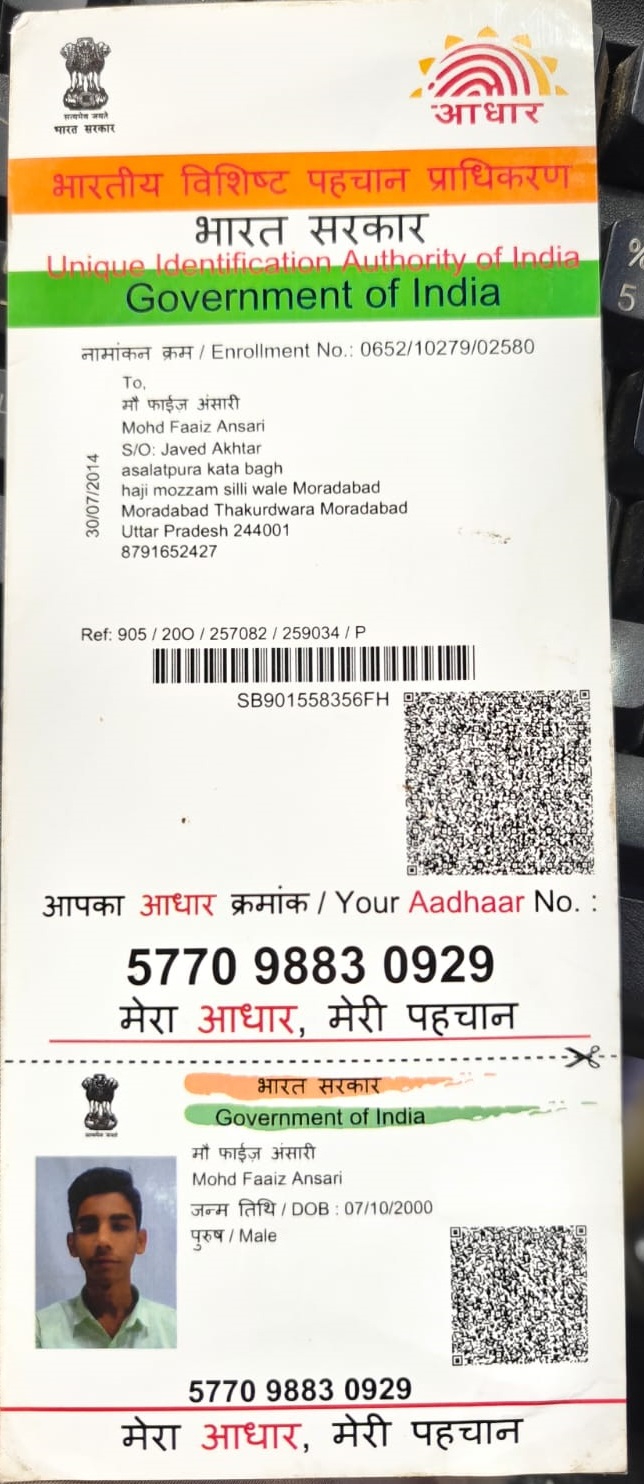 सत्यमेव जयते
भारत सरकार
आधार
भारतीय विशिष्ट पहचान प्राधिकरण
भारत सरकार
Unique Identification Authority of India
Government of India
नामांकन क्रम / Enrollment No.: 0652/10279/02580
To,
मौ फाईज़ अंसारी
Mohd Faaiz Ansari
S/O: Javed Akhtar
asalatpura kata bagh
haji mozzam silli wale Moradabad
Moradabad Thakurdwara Moradabad
Uttar Pradesh 244001
8791652427
30/07/2014
Ref: 905 / 20O / 257082 / 259034 / P
SB901558356FH
आपका आधार क्रमांक / Your Aadhaar No. :
5770 9883 0929
मेरा आधार, मेरी पहचान
सत्यमेव जयते
भारत सरकार
Government of India
मौ फाईज़ अंसारी
Mohd Faaiz Ansari
जन्म तिथि / DOB : 07/10/2000
पुरुष / Male
5770 9883 0929
मेरा आधार, मेरी पहचान
%
5